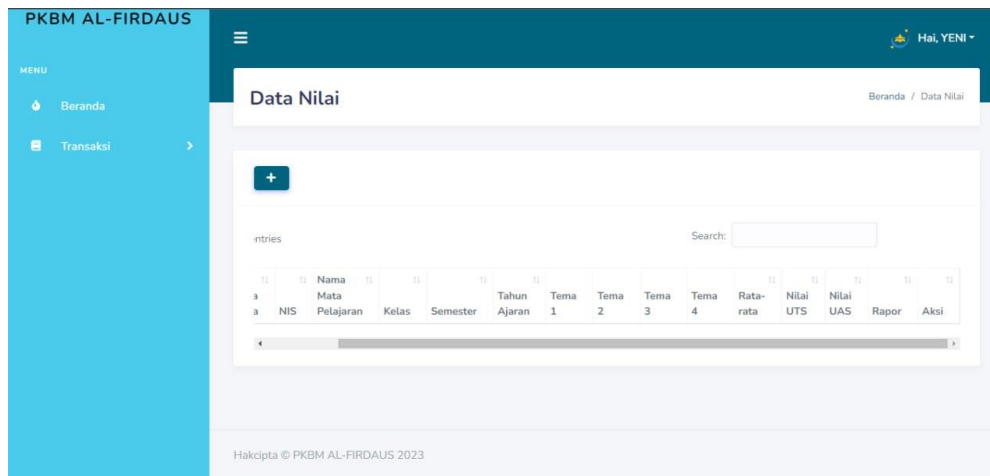 PKBM AL-FIRDAUS
Hai, YENI
MENU
Beranda
Transaksi
Data Nilai
Beranda / Data Nilai
+
entries
Search:
NIS
Nama Mata Pelajaran
Kelas
Semester
Tahun Ajaran
Tema 1
Tema 2
Tema 3
Tema 4
Rata-rata
Nilai UTS
Nilai UAS
Rapor
Aksi
Hakcipta © PKBM AL-FIRDAUS 2023